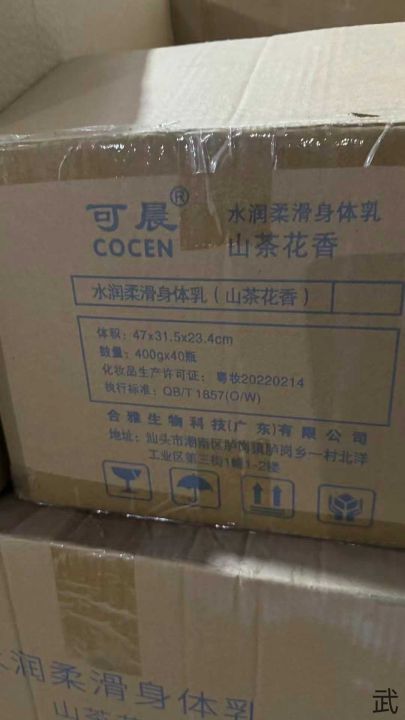 可晨®
COCEN
水润柔滑身体乳
山茶花香
水润柔滑身体乳（山茶花香）
体积：47x31.5x23.4cm
数量：400gx40瓶
化妆品生产许可证：粤妆20220214
执行标准：QB/T 1857(O/W)
合雅生物科技(广东)有限公司
地址：汕头市潮南区胪岗镇胪岗乡一村北洋
工业区第三街1幢1-2楼
水润柔滑身体乳
山茶花
武